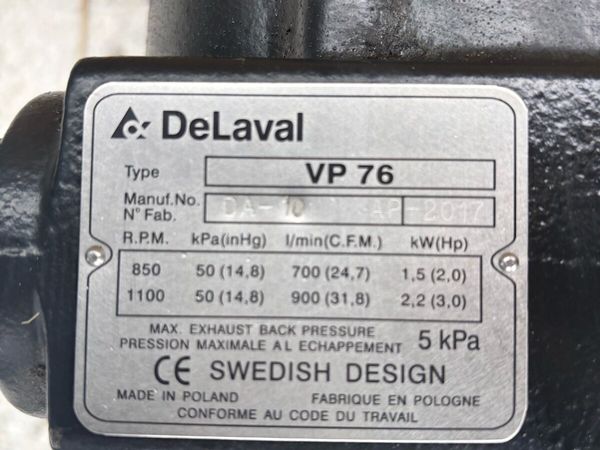 DeLaval
Type VP 76
Manuf.No.
N° Fab. DA-10 AP-2017
R.P.M. kPa(inHg) l/min(C.F.M.) kW(Hp)
850 50 (14,8) 700 (24,7) 1,5 (2,0)
1100 50 (14,8) 900 (31,8) 2,2 (3,0)
MAX. EXHAUST BACK PRESSURE
PRESSION MAXIMALE A L ECHAPPEMENT 5 kPa
CE SWEDISH DESIGN
MADE IN POLAND FABRIQUE EN POLOGNE
CONFORME AU CODE DU TRAVAIL